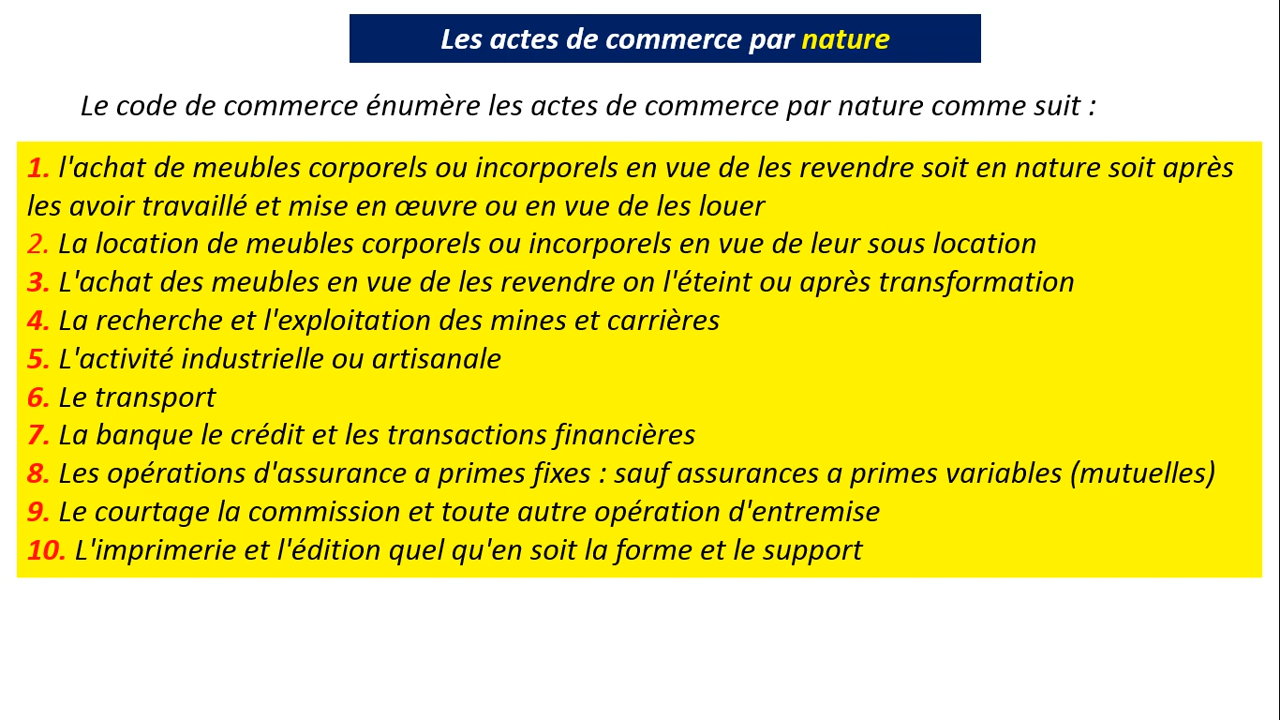 Les actes de commerce par nature
Le code de commerce énumère les actes de commerce par nature comme suit :
1. l'achat de meubles corporels ou incorporels en vue de les revendre soit en nature soit après
les avoir travaillé et mise en œuvre ou en vue de les louer
2. La location de meubles corporels ou incorporels en vue de leur sous location
3. L'achat des meubles en vue de les revendre on l'éteint ou après transformation
4. La recherche et l'exploitation des mines et carrières
5. L'activité industrielle ou artisanale
6. Le transport
7. La banque le crédit et les transactions financières
8. Les opérations d'assurance a primes fixes : sauf assurances a primes variables (mutuelles)
9. Le courtage la commission et toute autre opération d'entremise
10. L'imprimerie et l'édition quel qu'en soit la forme et le support